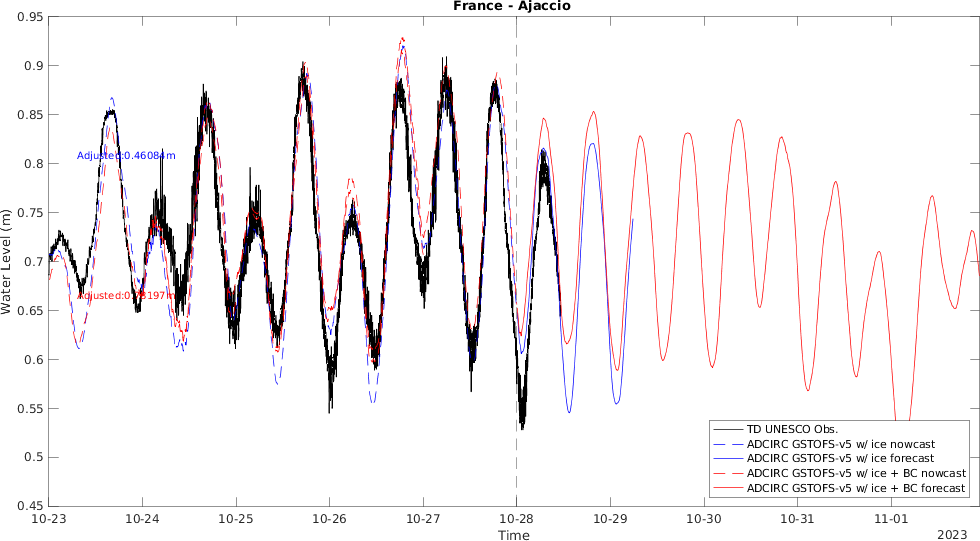 France - Ajaccio
0.95
0.9
0.85
0.8
0.75
0.7
0.65
0.6
0.55
0.5
0.45
Water Level (m)
Adjusted:0.46084m
10-23
10-24
10-25
10-26
10-27
10-28
10-29
10-30
10-31
11-01
Time
2023
TD UNESCO Obs.
ADCIRC GSTOFS-v5 w/ ice nowcast
ADCIRC GSTOFS-v5 w/ ice forecast
ADCIRC GSTOFS-v5 w/ ice + BC nowcast
ADCIRC GSTOFS-v5 w/ ice + BC forecast